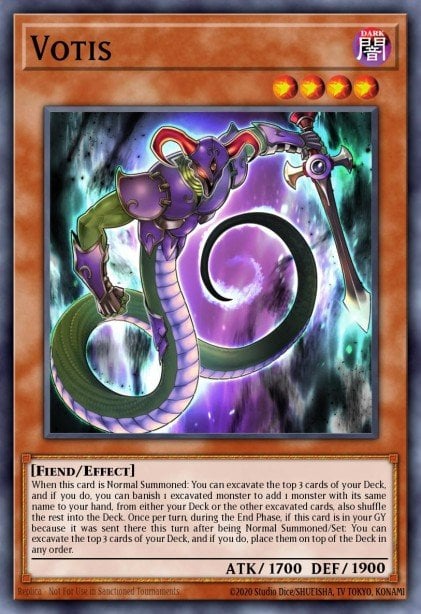 VOTIS
DARK
闇
[FIEND/EFFECT]
When this card is Normal Summoned: You can excavate the top 3 cards of your Deck,
and if you do, you can banish 1 excavated monster to add 1 monster with its same
name to your hand, from either your Deck or the other excavated cards, also shuffle
the rest into the Deck. Once per turn, during the End Phase, if this card is in your GY
because it was sent there this turn after being Normal Summoned/Set: You can
excavate the top 3 cards of your Deck, and if you do, place them on top of the Deck in
any order.
ATK/1700 DEF/1900
Replica - Not For Use in Sanctioned Tournaments
©2020 Studio Dice/SHUEISHA, TV TOKYO, KONAMI